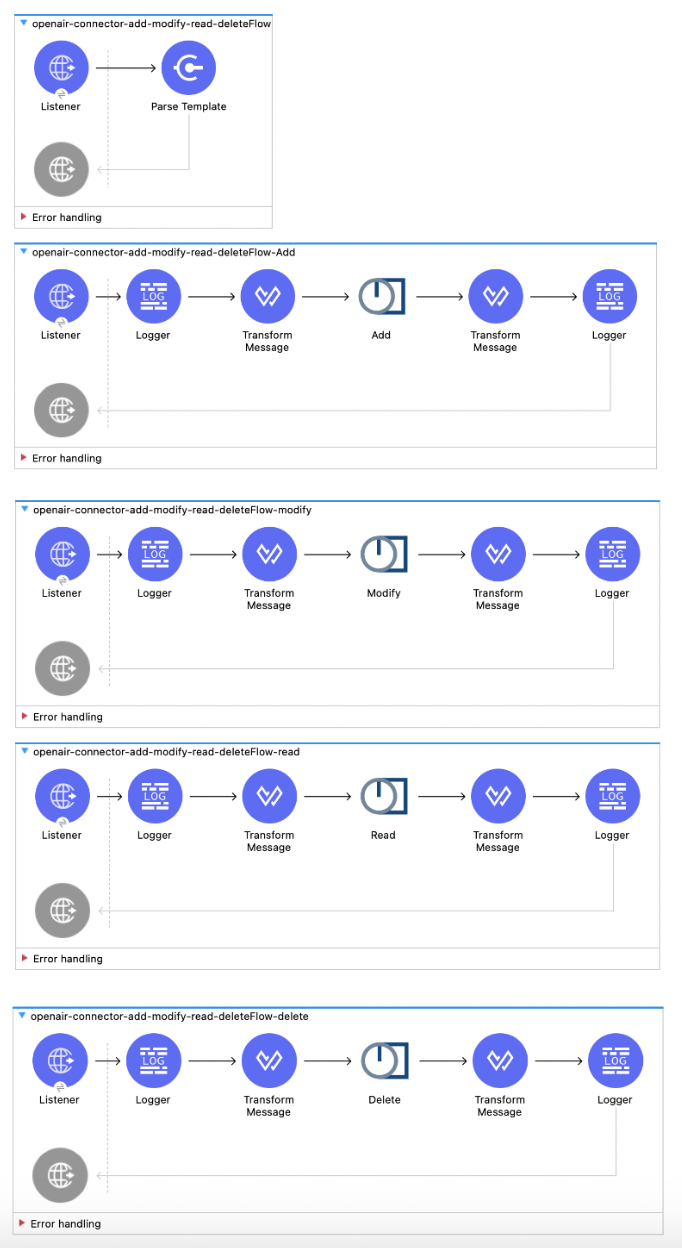 openair-connector-add-modify-read-deleteFlow
Listener
Parse Template
Error handling
openair-connector-add-modify-read-deleteFlow-Add
LOG
LOG
Listener
Logger
Transform
Message
Add
Transform
Message
Logger
Error handling
openair-connector-add-modify-read-deleteFlow-modify
LOG
LOG
Listener
Logger
Transform
Message
Modify
Transform
Message
Logger
Error handling
openair-connector-add-modify-read-deleteFlow-read
LOG
LOG
Listener
Logger
Transform
Message
Read
Transform
Message
Logger
Error handling
openair-connector-add-modify-read-deleteFlow-delete
LOG
LOG
Listener
Logger
Transform
Message
Delete
Transform
Message
Logger
Error handling